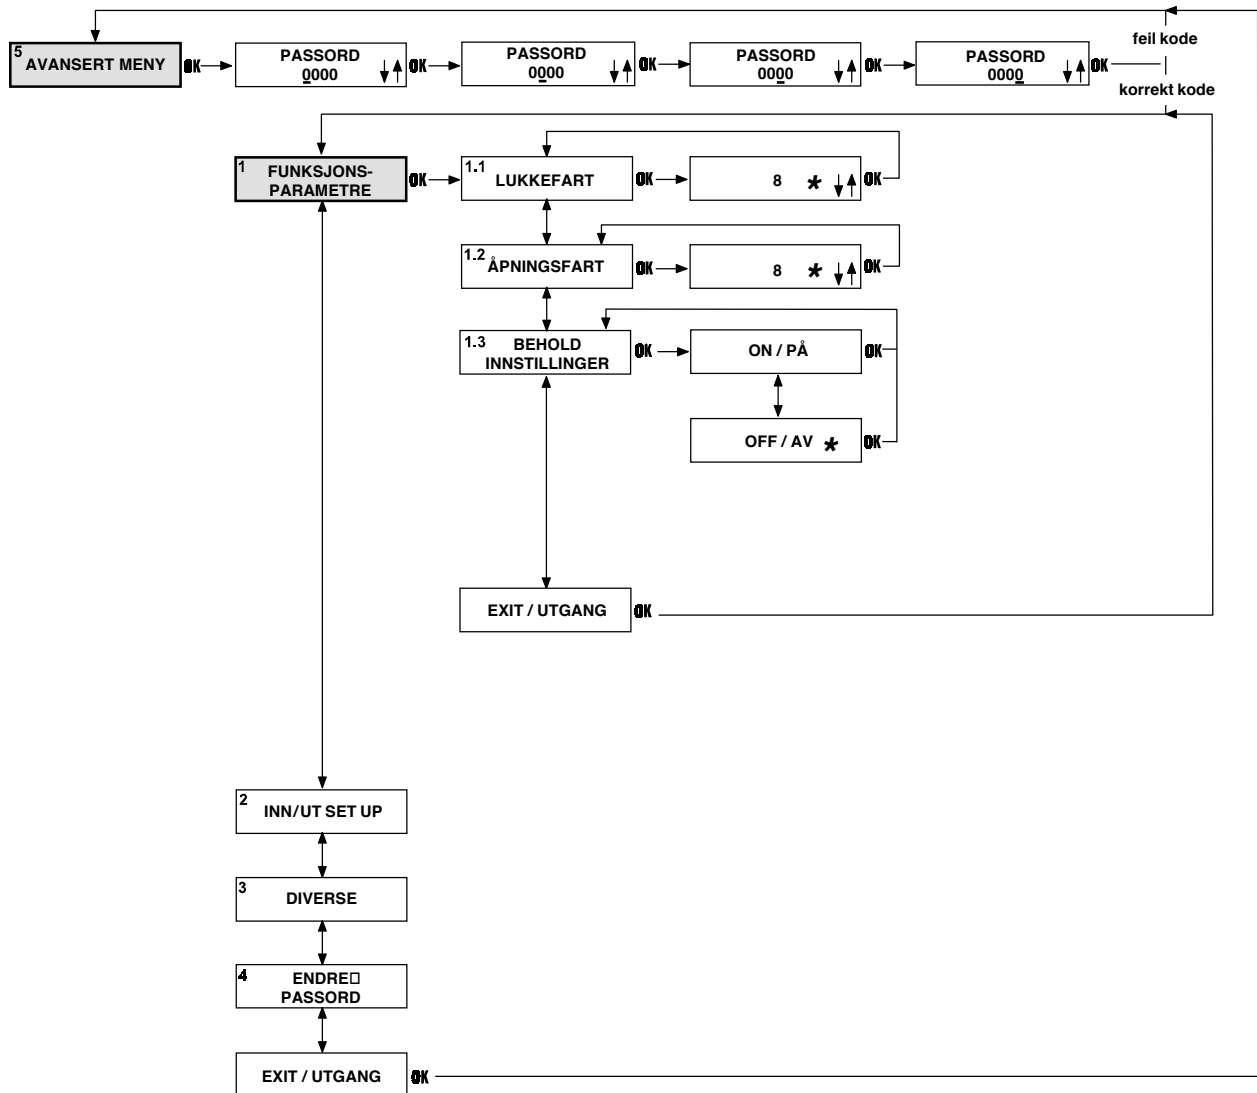 feil kode
5 AVANSERT MENY OK
PASSORD
0000 OK
PASSORD
0000 OK
PASSORD
0000 OK
PASSORD
0000 OK
korrekt kode
1 FUNKSJONS-
PARAMETRE OK
1.1 LUKKEFART OK
8 * OK
1.2 ÅPNINGSFART OK
8 * OK
1.3 BEHOLD
INNSTILLINGER OK
ON / PÅ OK
OFF / AV * OK
EXIT / UTGANG OK
2 INN/UT SET UP
3 DIVERSE
4 ENDRE□
PASSORD
EXIT / UTGANG OK